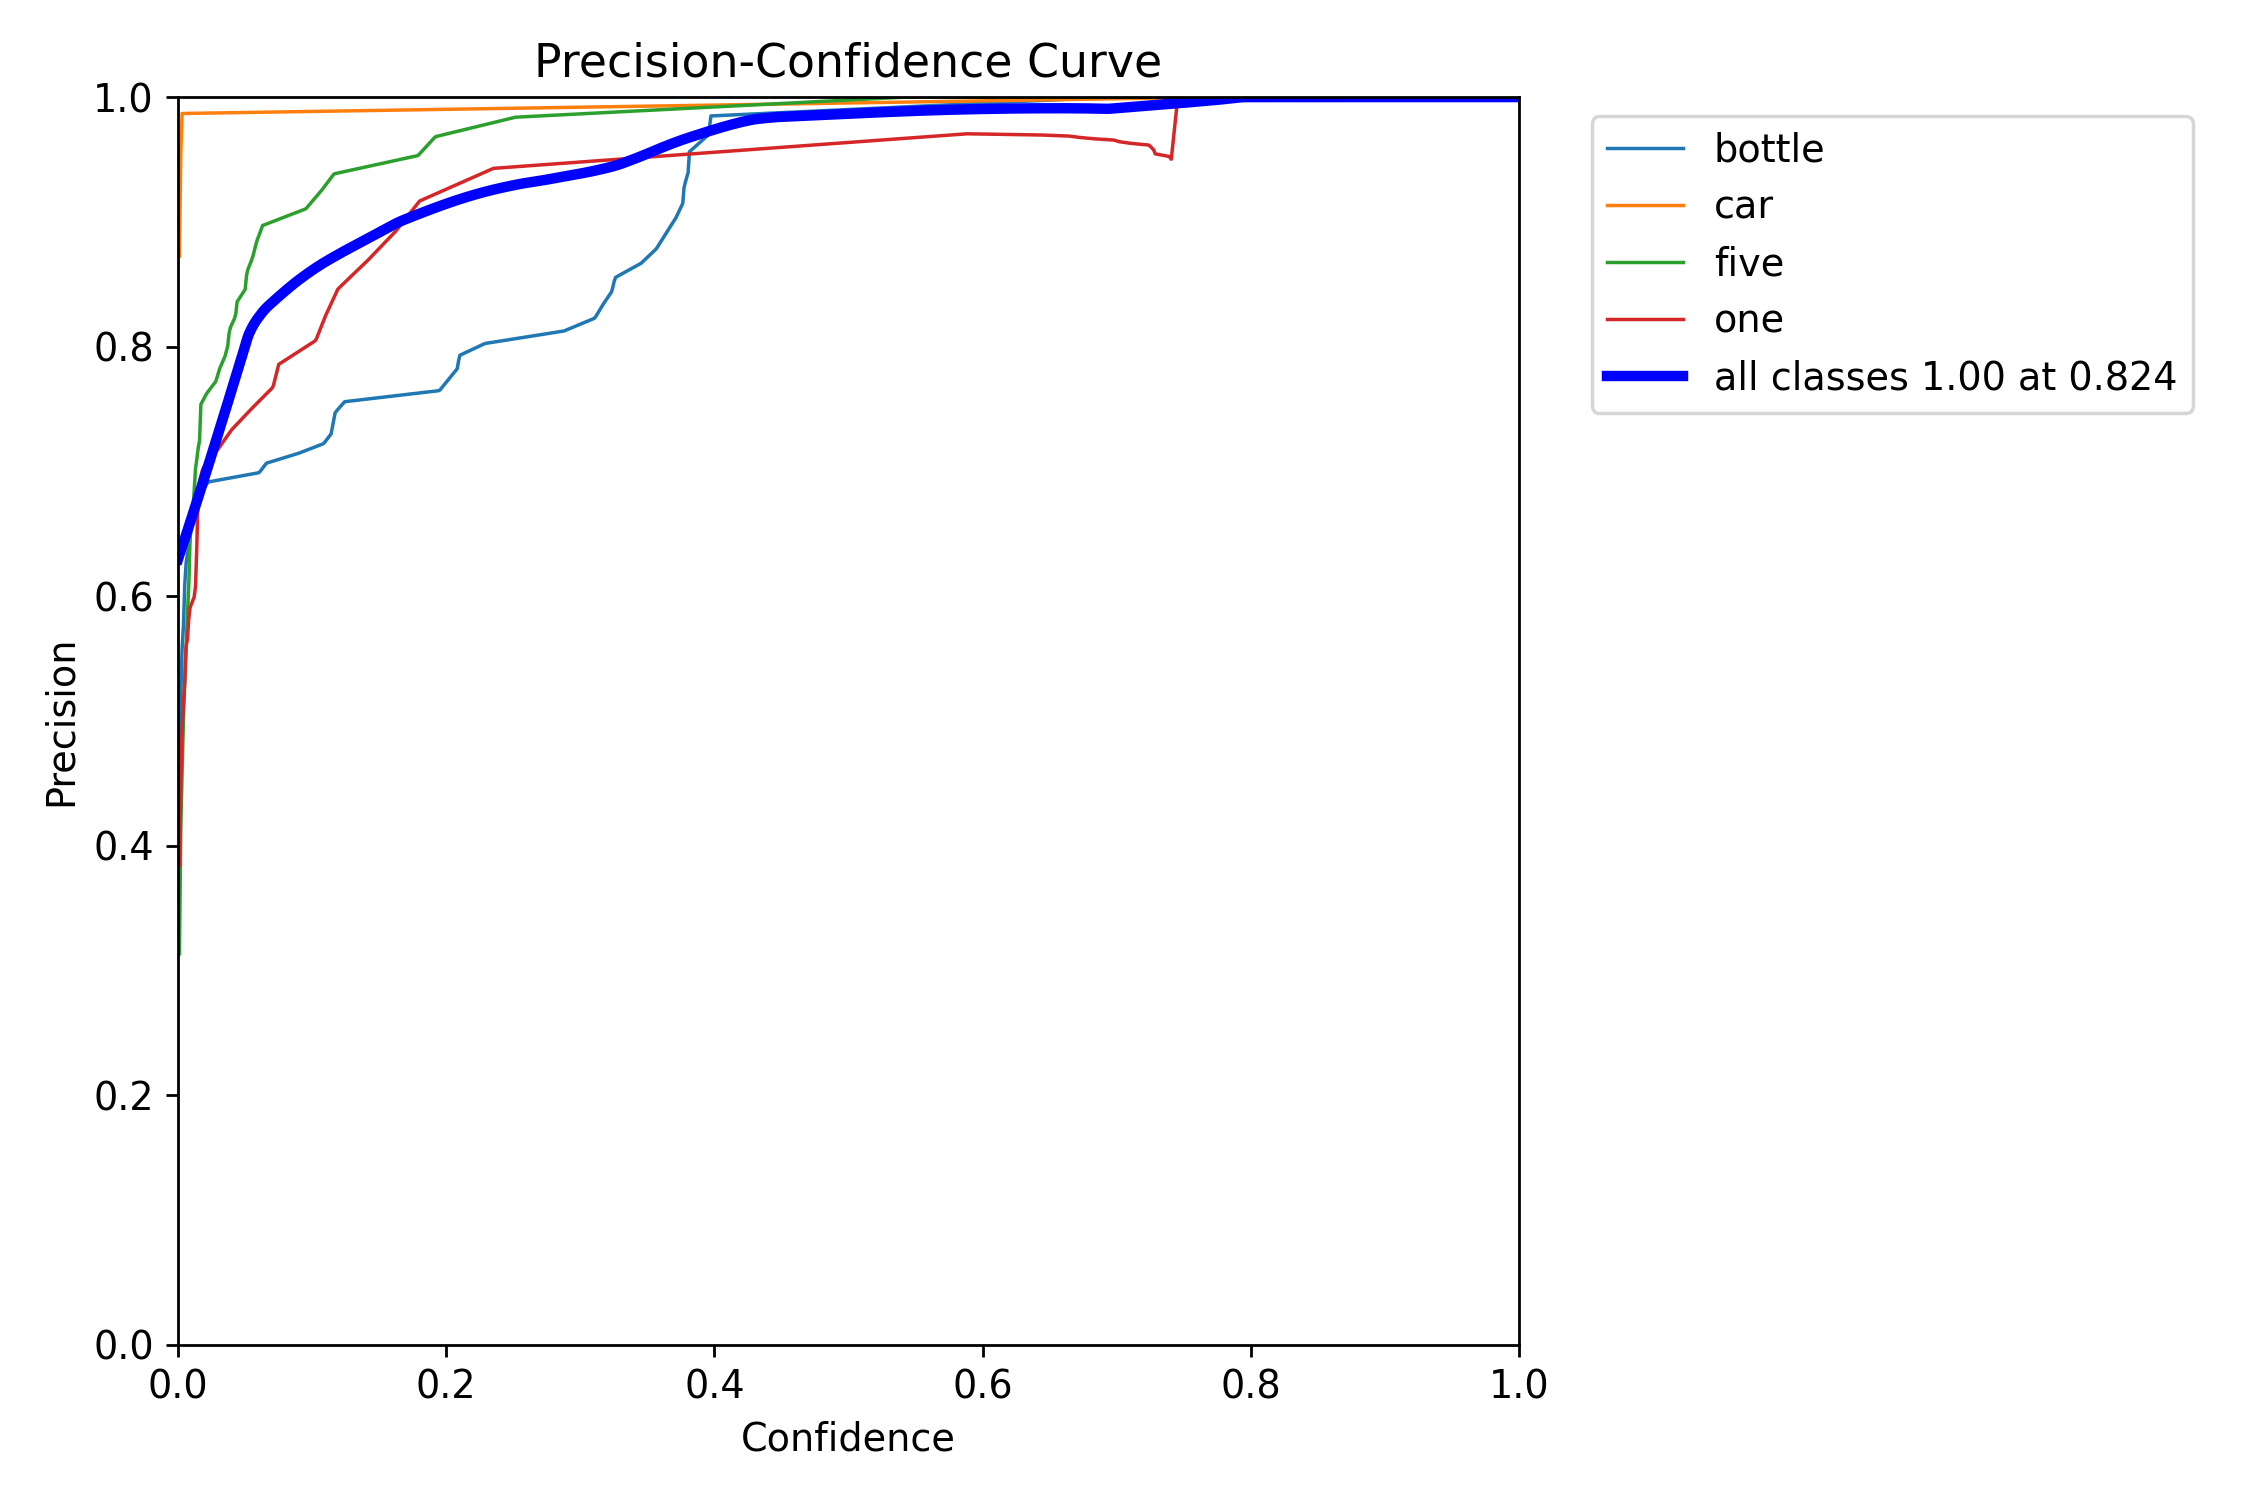 Precision-Confidence Curve
1.0
0.8
0.6
0.4
0.2
0.0
Precision
0.0 0.2 0.4 0.6 0.8 1.0
Confidence
bottle
car
five
one
all classes 1.00 at 0.824